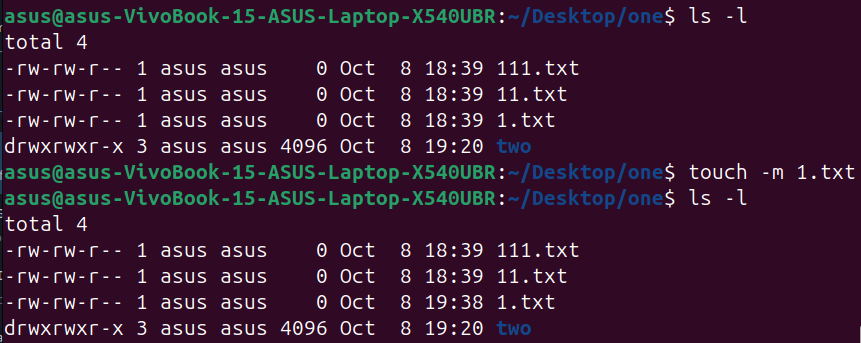 asus@asus-VivoBook-15-ASUS-Laptop-X540UBR:~/Desktop/one$ ls -l
total 4
-rw-rw-r-- 1 asus asus    0 Oct  8 18:39 111.txt
-rw-rw-r-- 1 asus asus    0 Oct  8 18:39 11.txt
-rw-rw-r-- 1 asus asus    0 Oct  8 18:39 1.txt
drwxrwxr-x 3 asus asus 4096 Oct  8 19:20 two
asus@asus-VivoBook-15-ASUS-Laptop-X540UBR:~/Desktop/one$ touch -m 1.txt
asus@asus-VivoBook-15-ASUS-Laptop-X540UBR:~/Desktop/one$ ls -l
total 4
-rw-rw-r-- 1 asus asus    0 Oct  8 18:39 111.txt
-rw-rw-r-- 1 asus asus    0 Oct  8 18:39 11.txt
-rw-rw-r-- 1 asus asus    0 Oct  8 19:38 1.txt
drwxrwxr-x 3 asus asus 4096 Oct  8 19:20 two